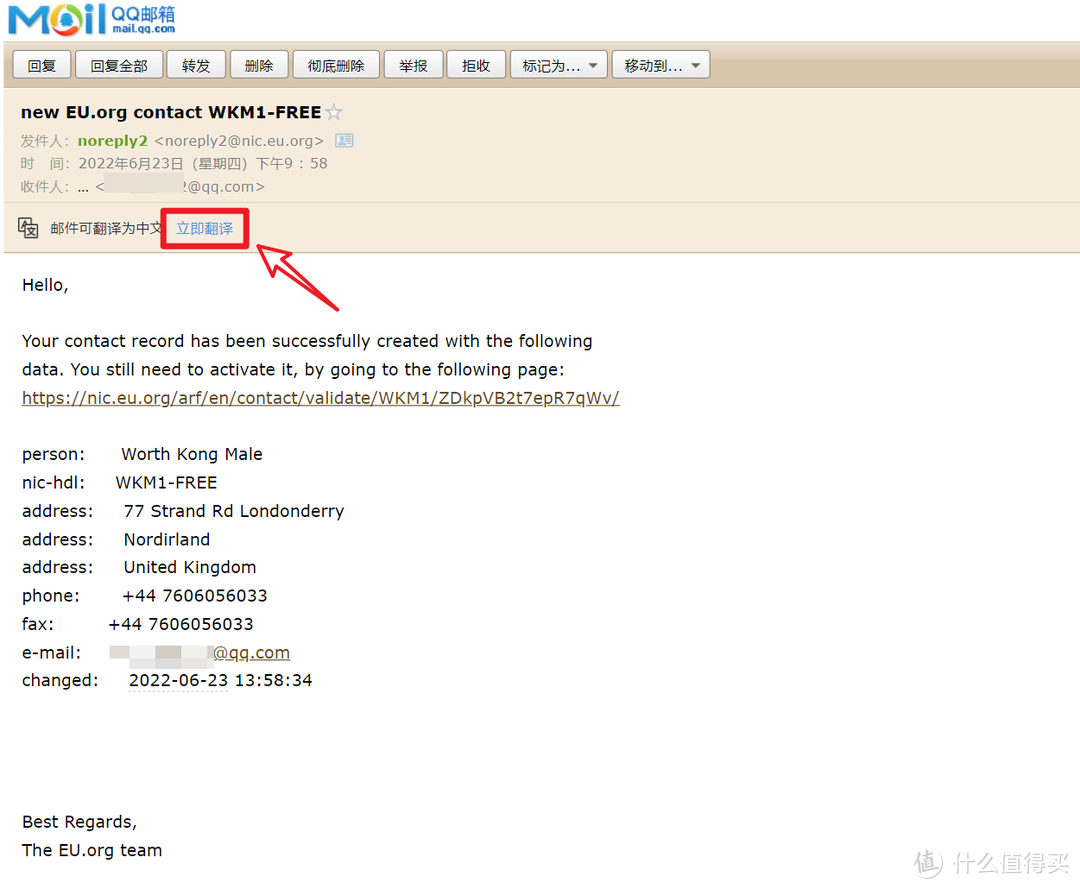 Mail QQ邮箱
mail.qq.com
回复 回复全部 转发 删除 彻底删除 举报 拒收 标记为... 移动到...
new EU.org contact WKM1-FREE
发件人： noreply2 <noreply2@nic.eu.org>
时 间： 2022年6月23日（星期四）下午9：58
收件人： ... < 2@qq.com>
邮件可翻译为中文 立即翻译
Hello,
Your contact record has been successfully created with the following
data. You still need to activate it, by going to the following page:
https://nic.eu.org/arf/en/contact/validate/WKM1/ZDkpVB2t7epR7qWv/
person: Worth Kong Male
nic-hdl: WKM1-FREE
address: 77 Strand Rd Londonderry
address: Nordirland
address: United Kingdom
phone: +44 7606056033
fax: +44 7606056033
e-mail: @qq.com
changed: 2022-06-23 13:58:34
Best Regards,
The EU.org team
值 什么值得买